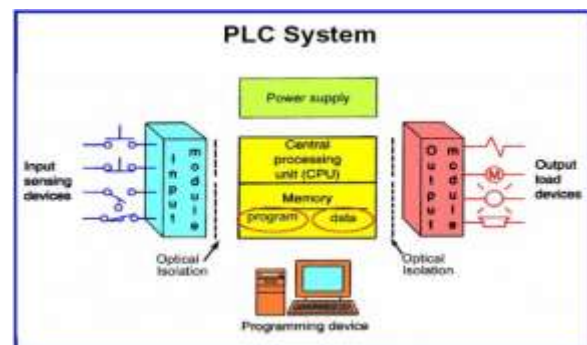 PLC System
Power supply
Central
processing
unit (CPU)
Memory
program
data
Input
sensing
devices
Input
module
Optical
Isolation
Output
module
M
Output
load
devices
Optical
Isolation
Programming device